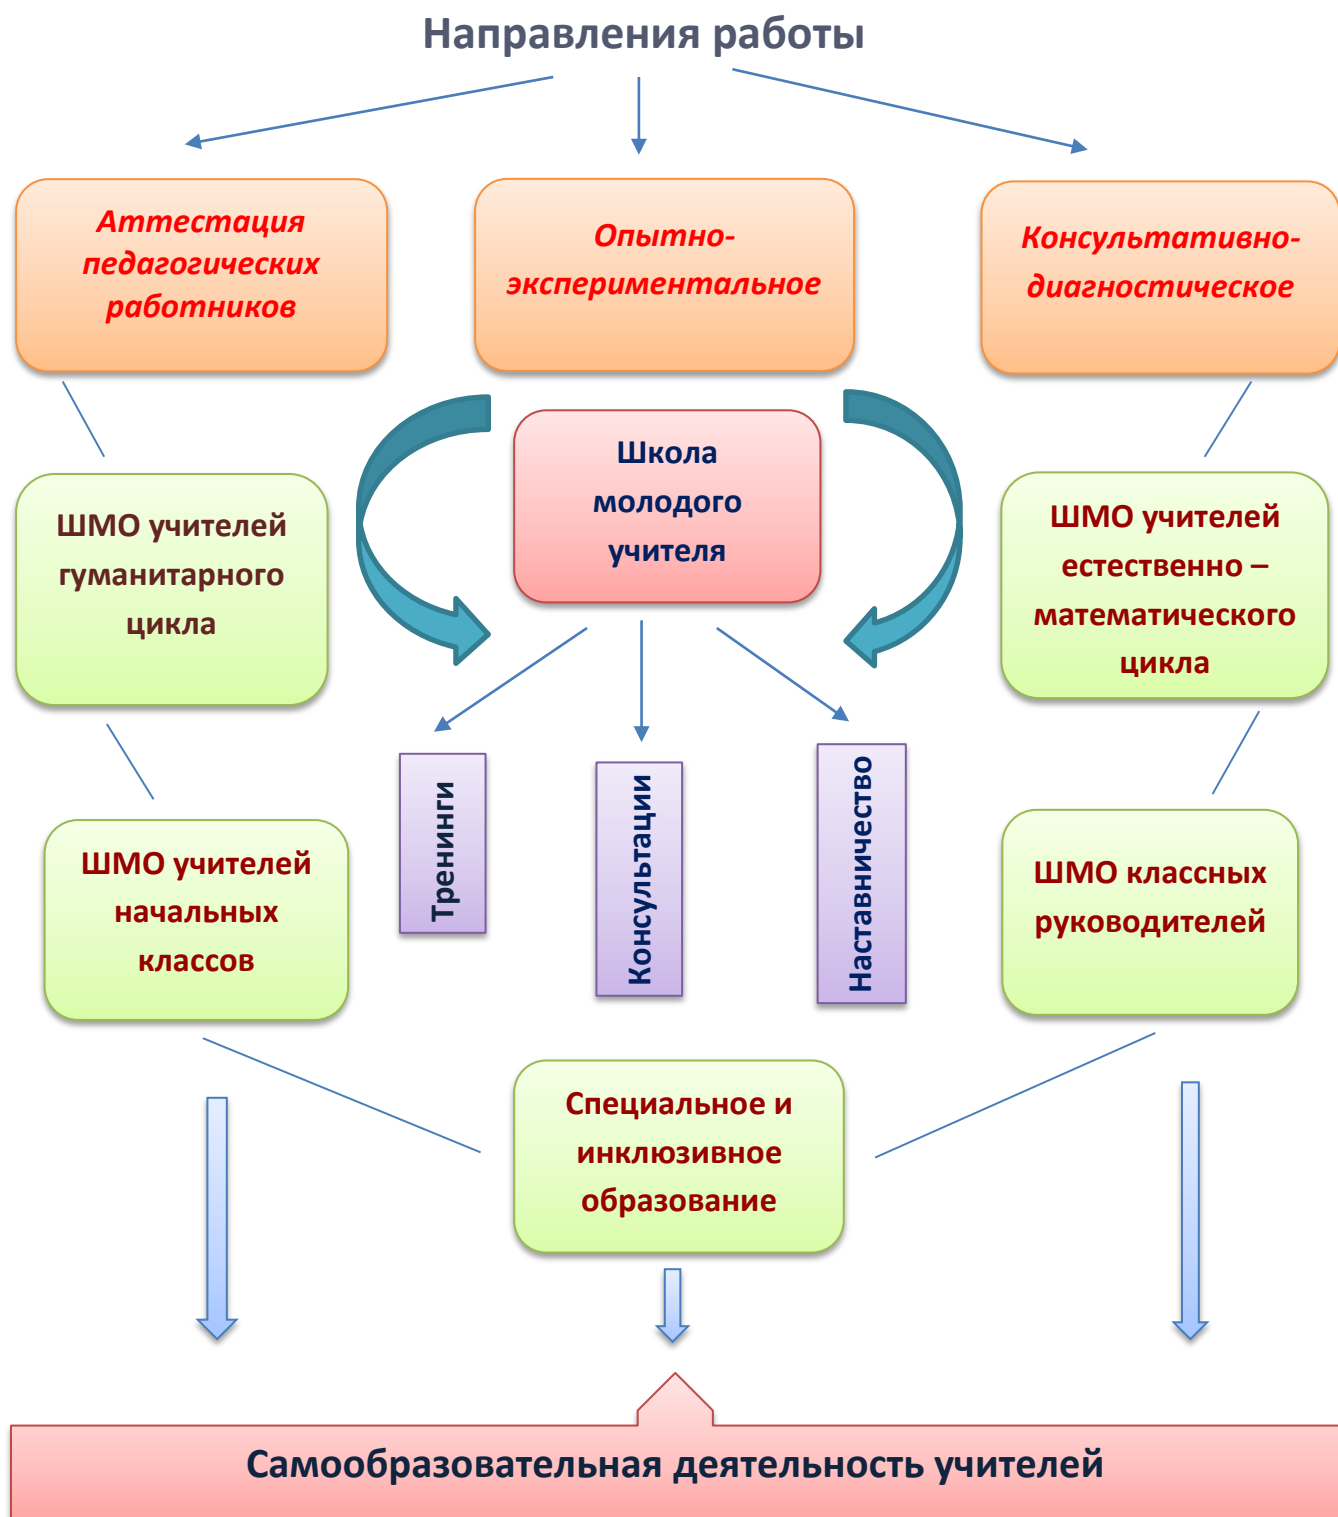 Направления работы
Аттестация
педагогических
работников
Опытно-
экспериментальное
Консультативно-
диагностическое
Школа
молодого
учителя
ШМО учителей
гуманитарного
цикла
ШМО учителей
естественно –
математического
цикла
Тренинги
Консультации
Наставничество
ШМО учителей
начальных
классов
ШМО классных
руководителей
Специальное и
инклюзивное
образование
Самообразовательная деятельность учителей